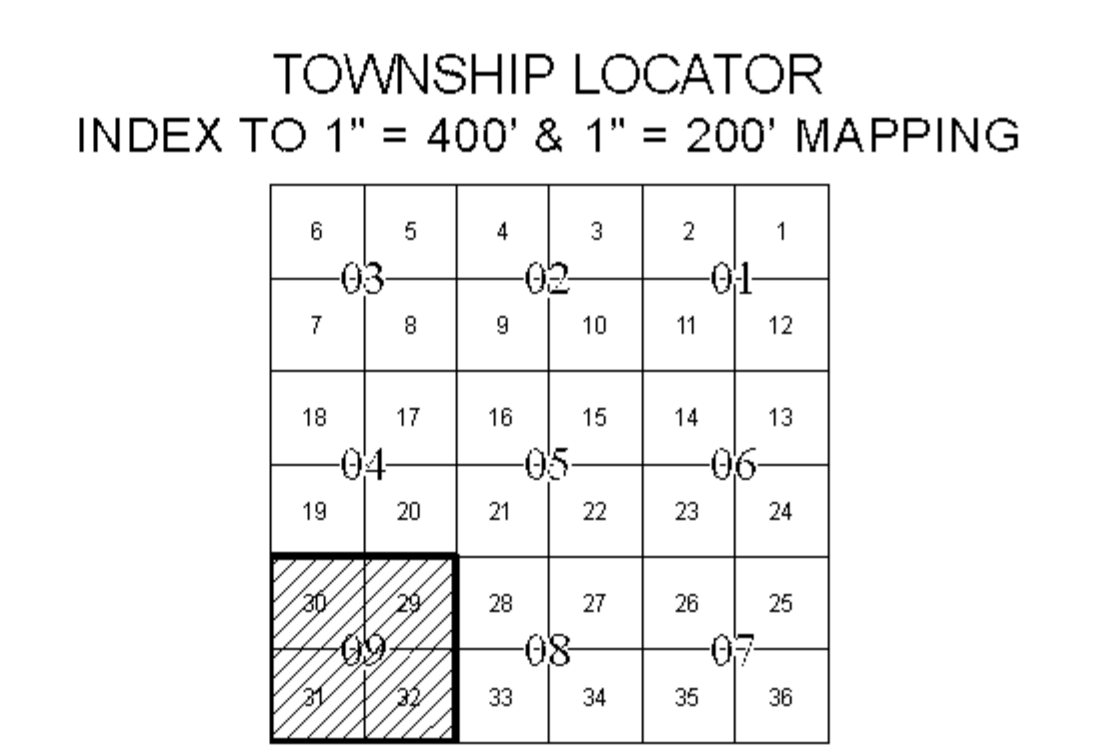 TOWNSHIP LOCATOR
INDEX TO 1" = 400' & 1" = 200' MAPPING
6 5 4 3 2 1
03 02 01
7 8 9 10 11 12
18 17 16 15 14 13
04 05 06
19 20 21 22 23 24
30 29 28 27 26 25
09 08 07
31 32 33 34 35 36